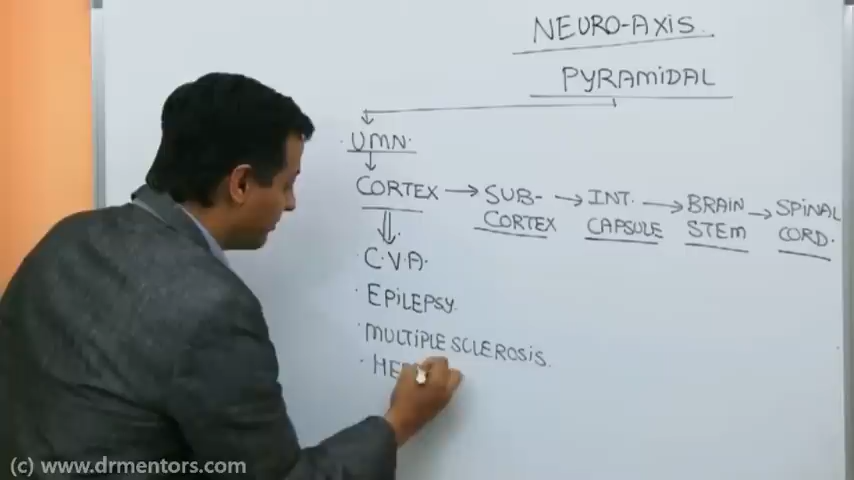 NEURO-AXIS.
PYRAMIDAL
UMN.
CORTEX → SUB-CORTEX → INT. CAPSULE → BRAIN STEM → SPINAL CORD.
C.V.A.
· EPILEPSY.
· MULTIPLE SCLEROSIS.
(c) www.drmentors.com